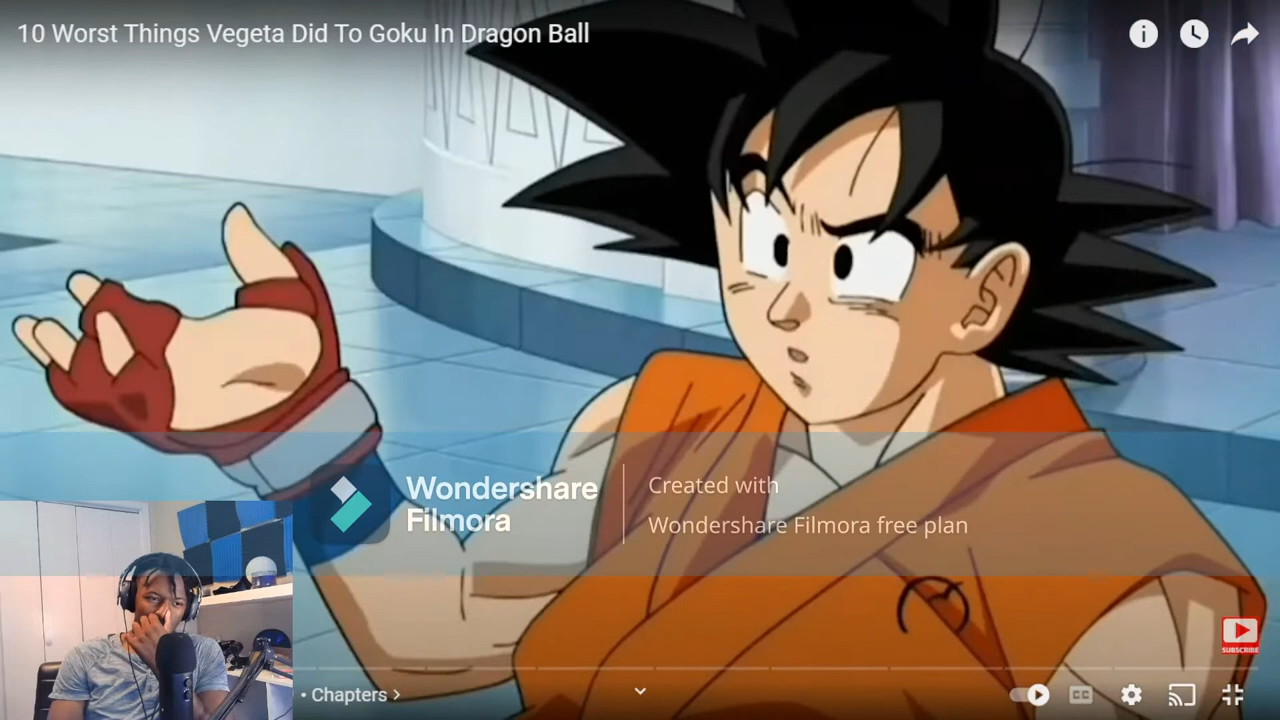 10 Worst Things Vegeta Did To Goku In Dragon Ball
Wondershare
Filmora
Created with
Wondershare Filmora free plan
SUBSCRIBE
• Chapters >
CC